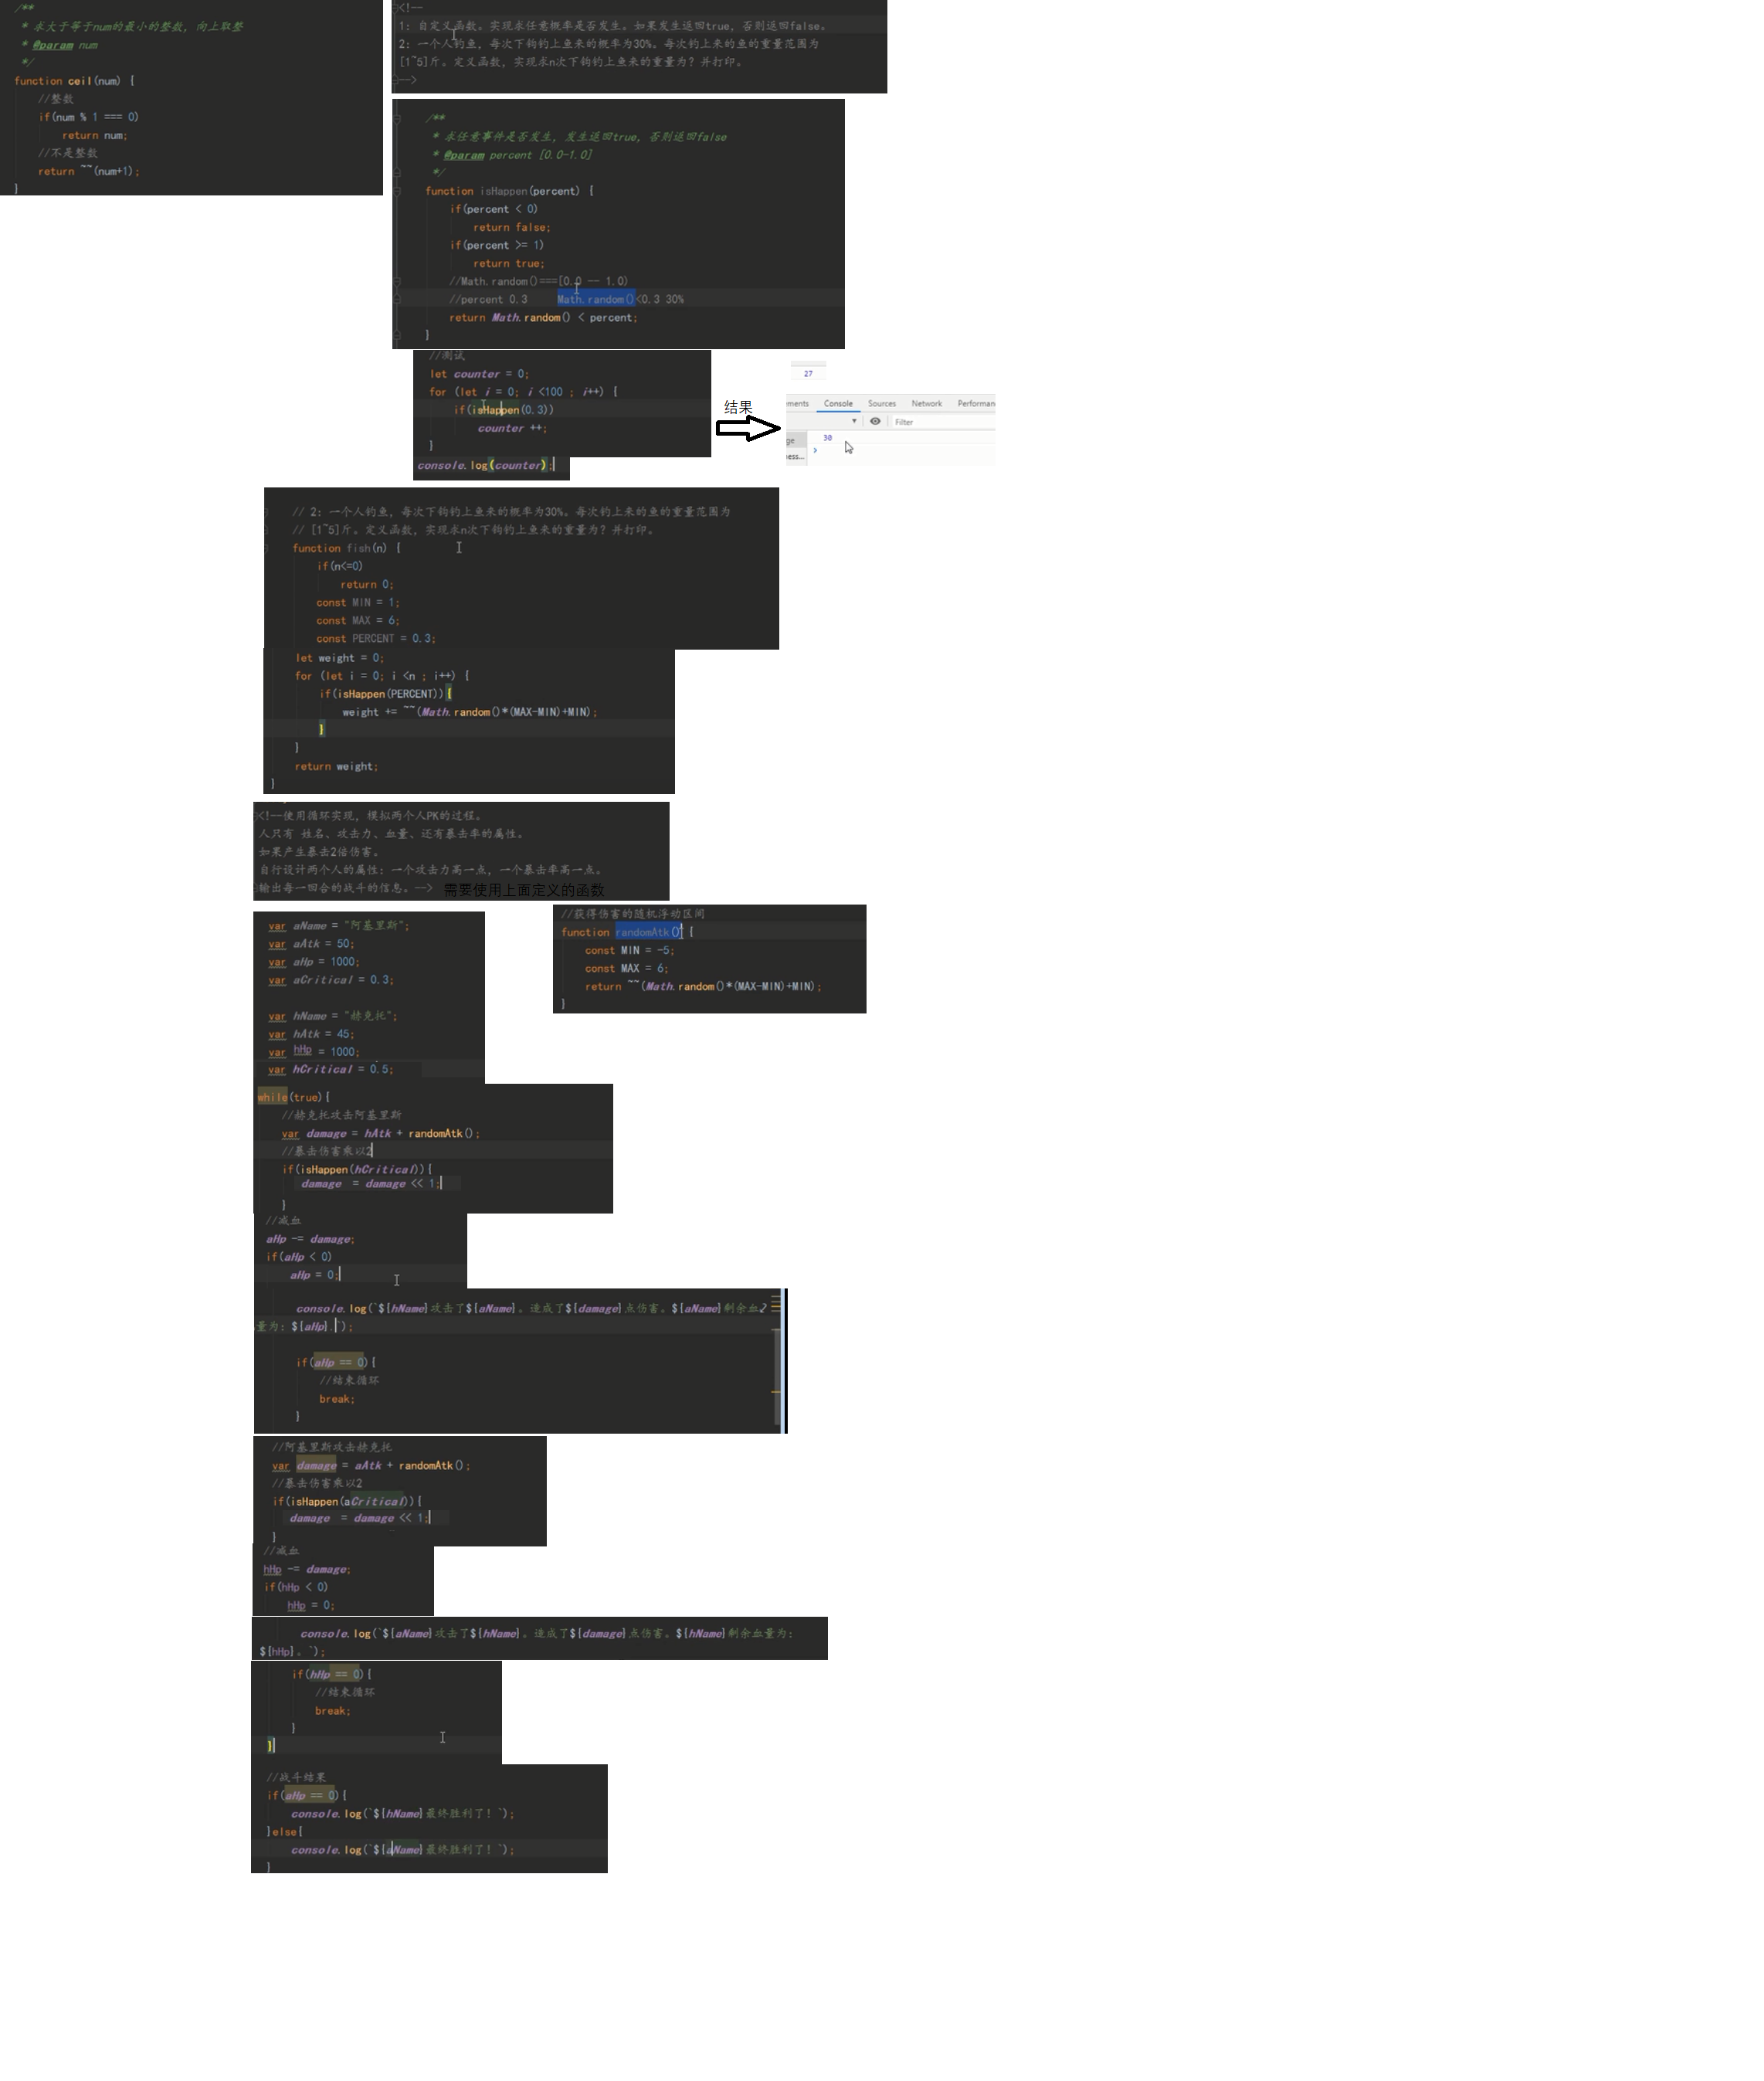 /**
 * 求大于等于num的最小的整数，向上取整
 * @param num
 */
function ceil(num) {
//整数
if(num % 1 === 0)
return num;
//不是整数
return ~~(num+1);
}
<!--
1: 自定义函数。实现求任意概率是否发生。如果发生返回true, 否则返回false。
2: 一个人钓鱼, 每次下钩钓上鱼来的概率为30%。每次钓上来的鱼的重量范围为
[1~5]斤。定义函数, 实现求n次下钩钓上鱼来的重量为? 并打印。
-->
/**
 * 求任意事件是否发生, 发生返回true, 否则返回false
 * @param percent [0.0-1.0]
 */
function isHappen(percent) {
if(percent < 0)
return false;
if(percent >= 1)
return true;
//Math.random()===[0.0 -- 1.0)
//percent 0.3 Math.random()<0.3 30%
return Math.random() < percent;
}
//测试
let counter = 0;
for (let i = 0; i <100 ; i++) {
if(isHappen(0.3))
counter ++;
}
console.log(counter);
结果
27
ments Console Sources Network Performan
ge Filter
30
ess...
// 2: 一个人钓鱼, 每次下钩钓上鱼来的概率为30%。每次钓上来的鱼的重量范围为
// [1~5]斤。定义函数, 实现求n次下钩钓上鱼来的重量为? 并打印。
function fish(n) {
if(n<=0)
return 0;
const MIN = 1;
const MAX = 6;
const PERCENT = 0.3;
let weight = 0;
for (let i = 0; i <n ; i++) {
if(isHappen(PERCENT)){
weight += ~~(Math.random()*(MAX-MIN)+MIN);
}
}
return weight;
}
<!--使用循环实现, 模拟两个人PK的过程。
人只有 姓名、攻击力、血量、还有暴击率的属性。
如果产生暴击2倍伤害。
自行设计两个人的属性: 一个攻击力高一点, 一个暴击率高一点。
输出每一回合的战斗的信息。--> 需要使用上面定义的函数
//获得伤害的随机浮动区间
function randomAtk() {
const MIN = -5;
const MAX = 6;
return ~~(Math.random()*(MAX-MIN)+MIN);
}
var aName = "阿基里斯";
var aAtk = 50;
var aHp = 1000;
var aCritical = 0.3;
var hName = "赫克托";
var hAtk = 45;
var hHp = 1000;
var hCritical = 0.5;
while(true){
//赫克托攻击阿基里斯
var damage = hAtk + randomAtk();
//暴击伤害乘以2
if(isHappen(hCritical)){
damage = damage << 1;
}
//减血
aHp -= damage;
if(aHp < 0)
aHp = 0;
console.log(`${hName}攻击了${aName}。造成了${damage}点伤害。${aName}剩余血
量为: ${aHp}.`);
if(aHp == 0){
//结束循环
break;
}
//阿基里斯攻击赫克托
var damage = aAtk + randomAtk();
//暴击伤害乘以2
if(isHappen(aCritical)){
damage = damage << 1;
}
//减血
hHp -= damage;
if(hHp < 0)
hHp = 0;
console.log(`${aName}攻击了${hName}。造成了${damage}点伤害。${hName}剩余血量为:
${hHp}。`);
if(hHp == 0){
//结束循环
break;
}
}
//战斗结果
if(aHp == 0){
console.log(`${hName}最终胜利了! `);
}else{
console.log(`${aName}最终胜利了! `);
}